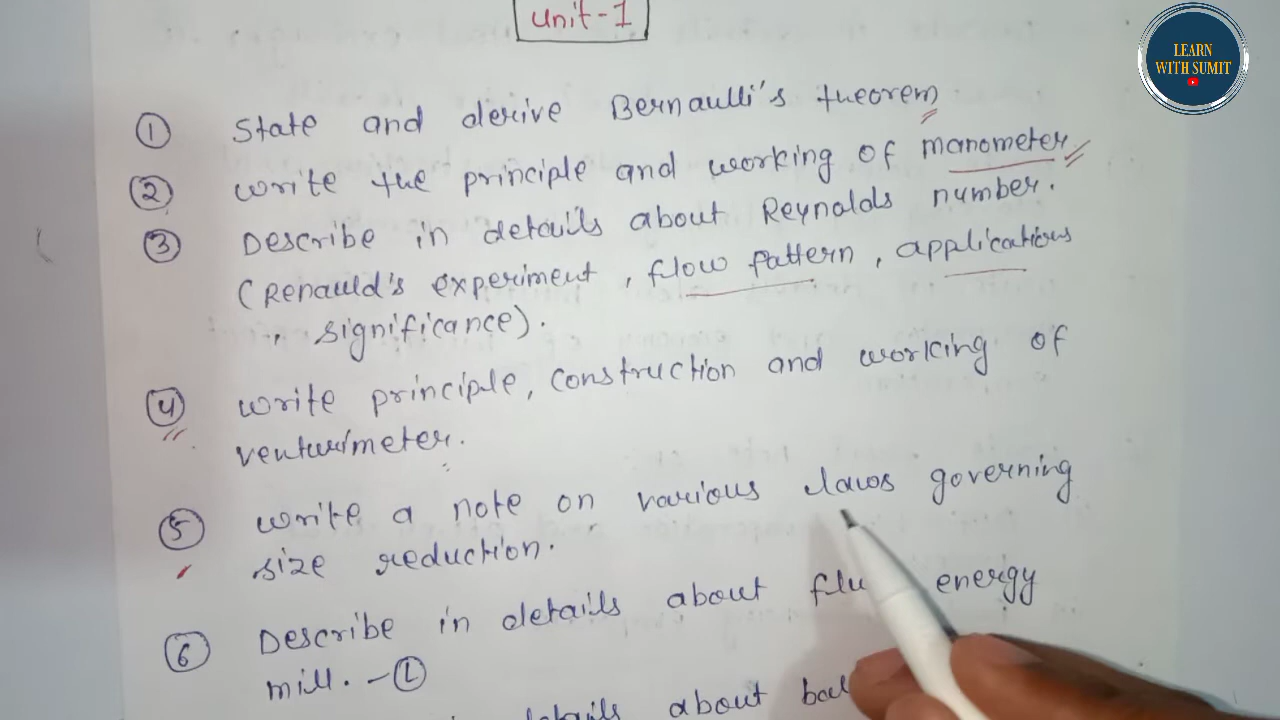 Unit-1
LEARN
WITH SUMIT
① State and derive Bernaulli's theorem
② Write the principle and working of manometer
③ Describe in details about Reynolds number.
(Renauld's experiment, flow pattern, applications
, significance).
④ Write principle, construction and working of
venturimeter.
⑤ Write a note on various laws governing
size reduction.
⑥ Describe in details about energy
mill. - Ⓛ
details about